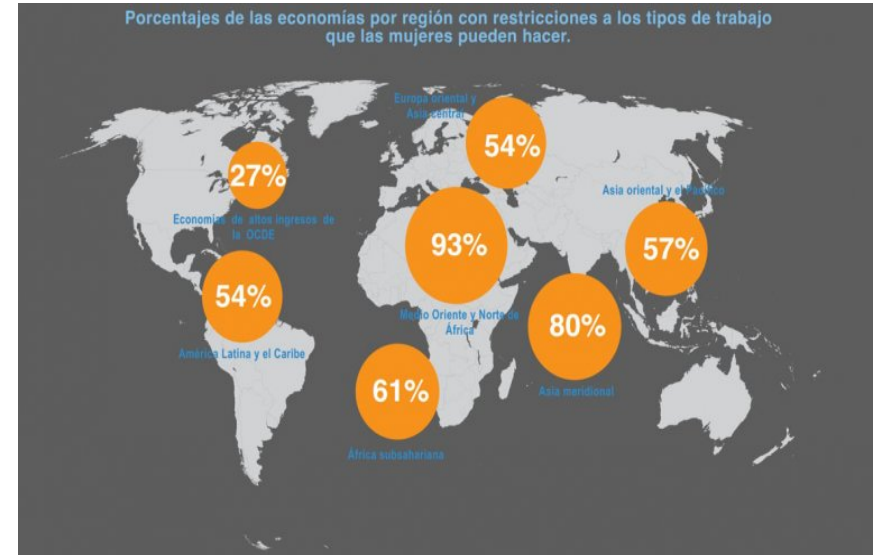 Porcentajes de las economías por región con restricciones a los tipos de trabajo
que las mujeres pueden hacer.
Europa oriental y
Asia central
54%
27%
Economías de altos ingresos de
la OCDE
Asia oriental y el Pacífico
57%
93%
Medio Oriente y Norte de
África
54%
América Latina y el Caribe
80%
Asia meridional
61%
África subsahariana